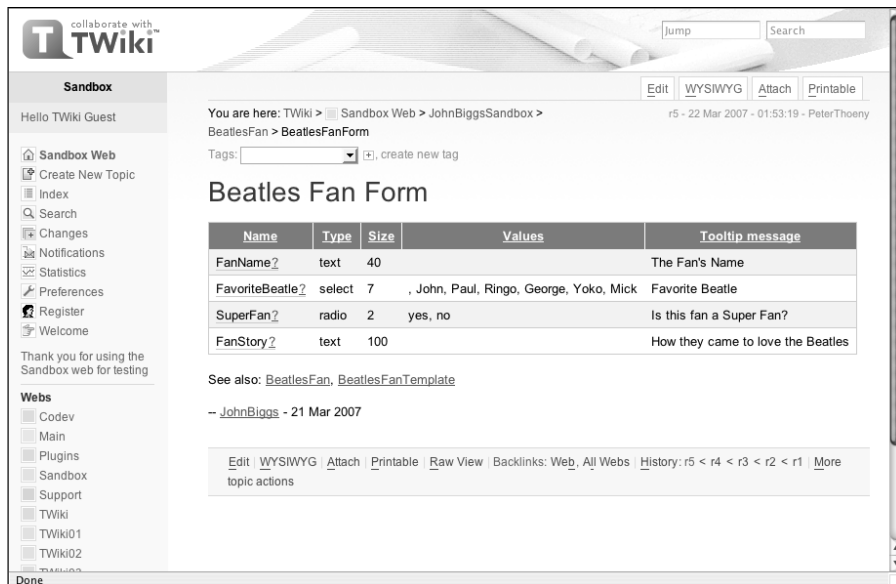 collaborate with
TWiki™
Jump
Search
Sandbox
Edit WYSIWYG Attach Printable
Hello TWiki Guest
You are here: TWiki > Sandbox Web > JohnBiggsSandbox >
BeatlesFan > BeatlesFanForm
r5 - 22 Mar 2007 - 01:53:19 - PeterThoeny
Tags: , create new tag
Sandbox Web
Create New Topic
Index
Search
Changes
Notifications
Statistics
Preferences
Register
Welcome
Thank you for using the
Sandbox web for testing
Webs
Codev
Main
Plugins
Sandbox
Support
TWiki
TWiki01
TWiki02
Beatles Fan Form
Name Type Size Values Tooltip message
FanName? text 40 The Fan's Name
FavoriteBeatle? select 7 , John, Paul, Ringo, George, Yoko, Mick Favorite Beatle
SuperFan? radio 2 yes, no Is this fan a Super Fan?
FanStory? text 100 How they came to love the Beatles
See also: BeatlesFan, BeatlesFanTemplate
-- JohnBiggs - 21 Mar 2007
Edit | WYSIWYG | Attach | Printable | Raw View | Backlinks: Web, All Webs | History: r5 < r4 < r3 < r2 < r1 | More
topic actions
Done